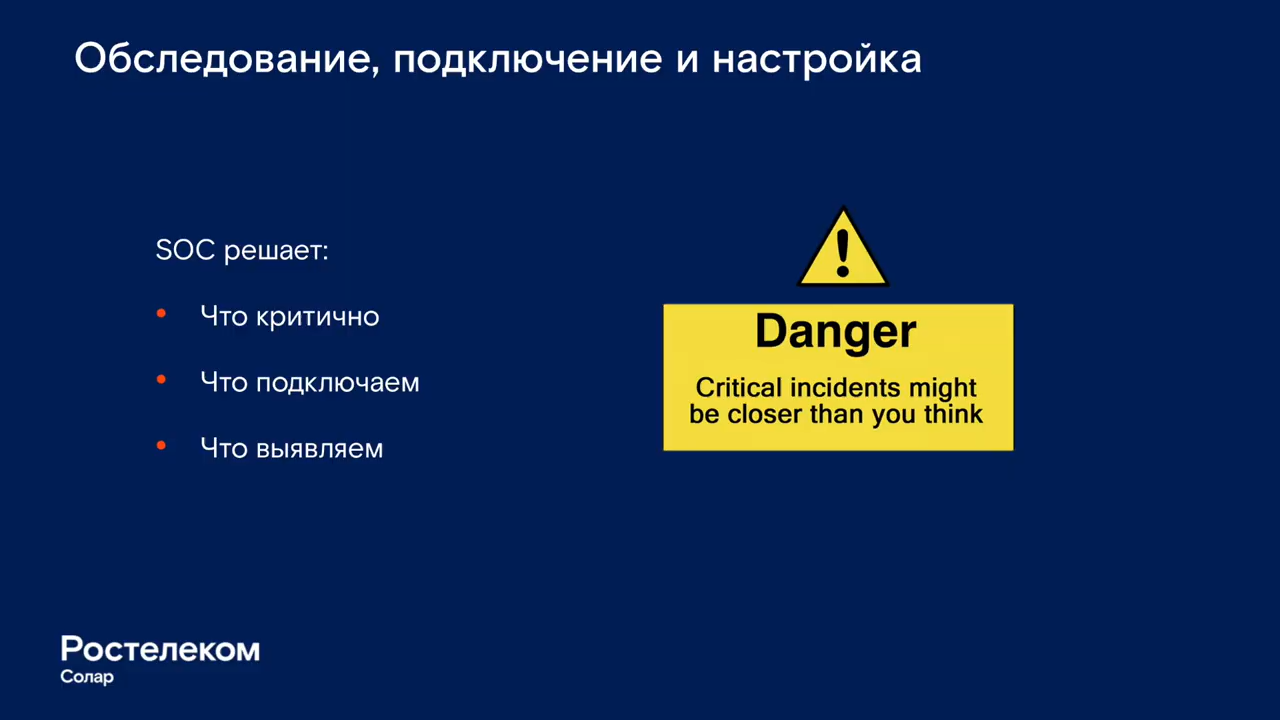 Обследование, подключение и настройка
SOC решает:
• Что критично
• Что подключаем
• Что выявляем
!
Danger
Critical incidents might
be closer than you think
Ростелеком
Солар